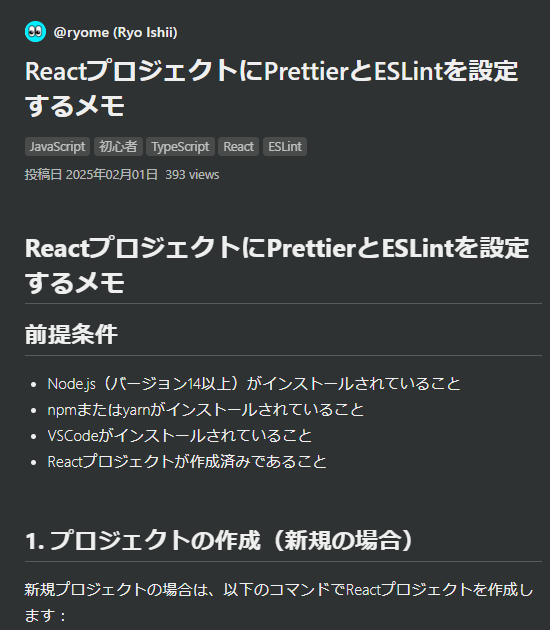 @ryome (Ryo Ishii)
ReactプロジェクトにPrettierとESLintを設定
するメモ
JavaScript 初心者 TypeScript React ESLint
投稿日 2025年02月01日 393 views
ReactプロジェクトにPrettierとESLintを設定
するメモ
前提条件
• Node.js（バージョン14以上）がインストールされていること
• npmまたはyarnがインストールされていること
• VSCodeがインストールされていること
• Reactプロジェクトが作成済みであること
1. プロジェクトの作成（新規の場合）
新規プロジェクトの場合は、以下のコマンドでReactプロジェクトを作成し
ます：